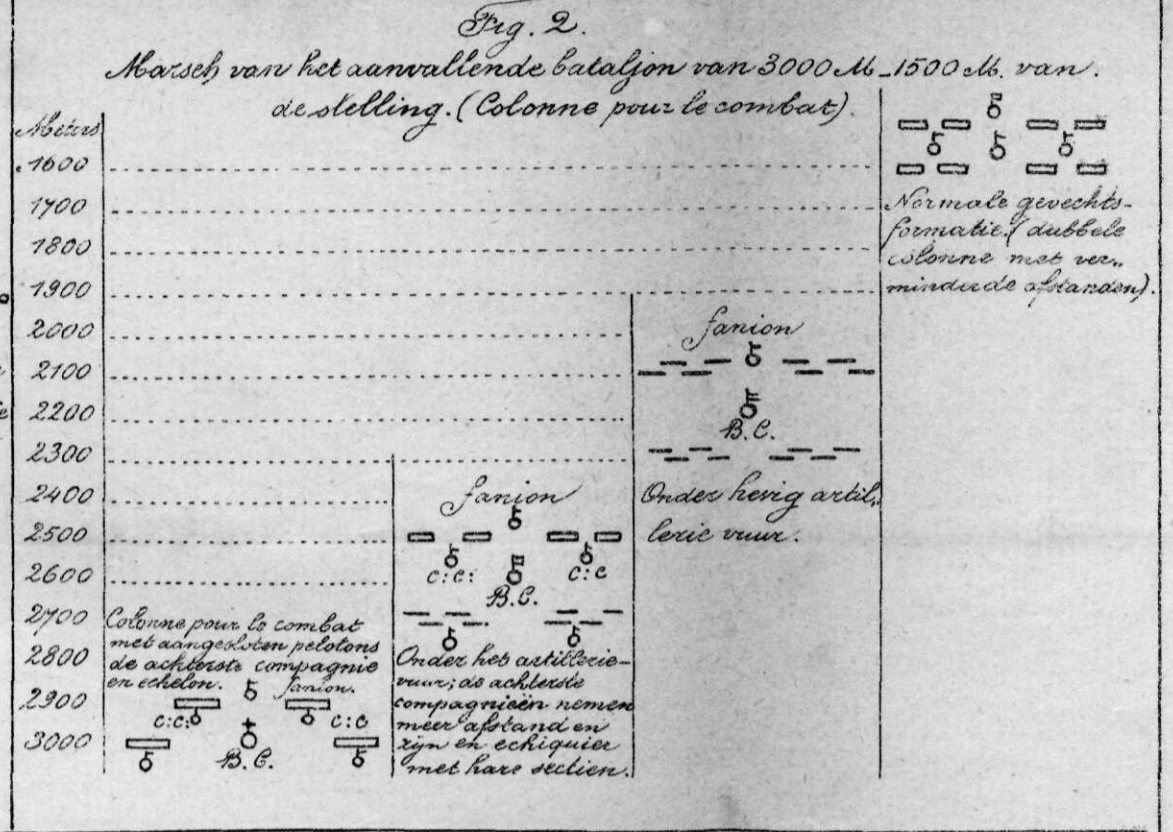 Fig. 2.
Marsch van het aanvallende bataljon van 3000 M_1500 M. van.
de stelling. (Colonne pour le combat).
Meters
1600
1700
1800
1900
2000
2100
2200
2300
2400
2500
2600
2700
2800
2900
3000
Colonne pour le combat
met aangesloten pelotons
de achterste compagnie
en echelon.
fanion.
C:C:
C:C
B.C.
fanion
C:C:
C:C
B.C.
Onder het artillerie-
vuur; de achterste
compagnieën nemen
meer afstand en
zijn en echiquier
met hare sectien.
fanion
B.C.
Onder hevig artil„
lerie vuur.
Normale gevechts-
formatie. (dubbele
colonne met ver„
minderde afstanden).